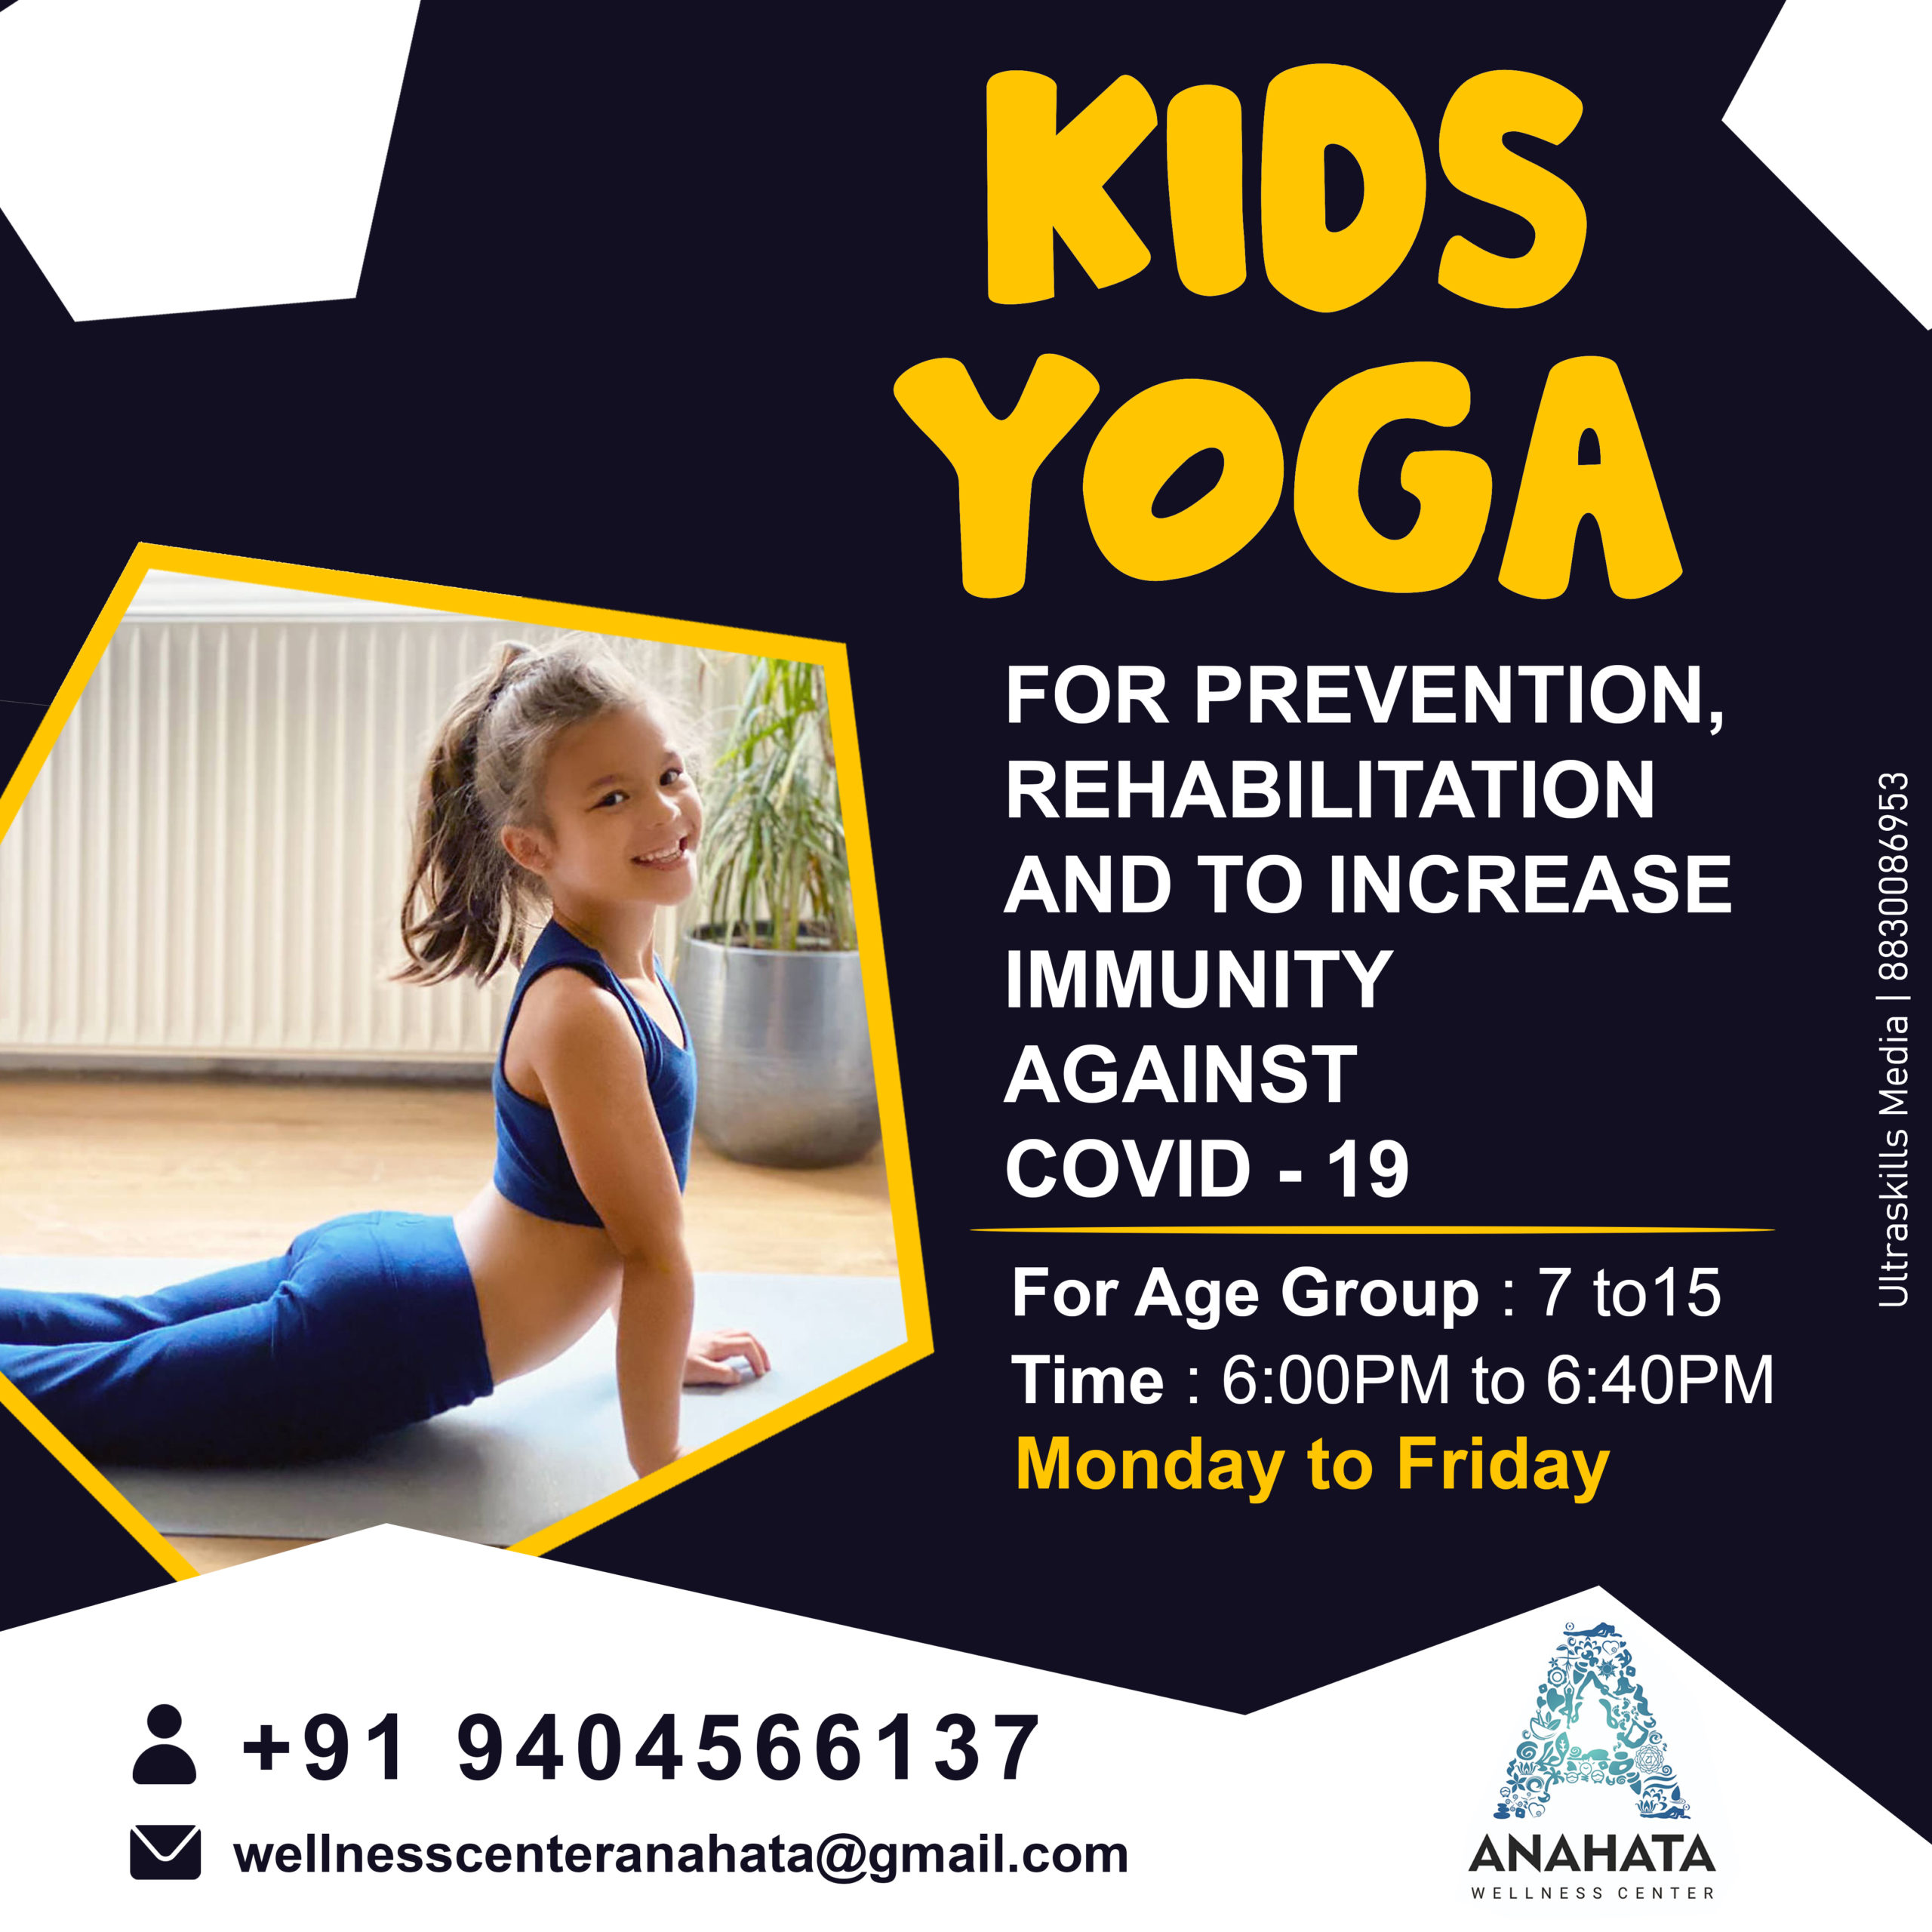 KIDS
YOGA
FOR PREVENTION,
REHABILITATION
AND TO INCREASE
IMMUNITY
AGAINST
COVID - 19
For Age Group : 7 to15
Time : 6:00PM to 6:40PM
Monday to Friday
Ultraskills Media | 8830086953
+91 9404566137
wellnesscenteranahata@gmail.com
ANAHATA
WELLNESS CENTER